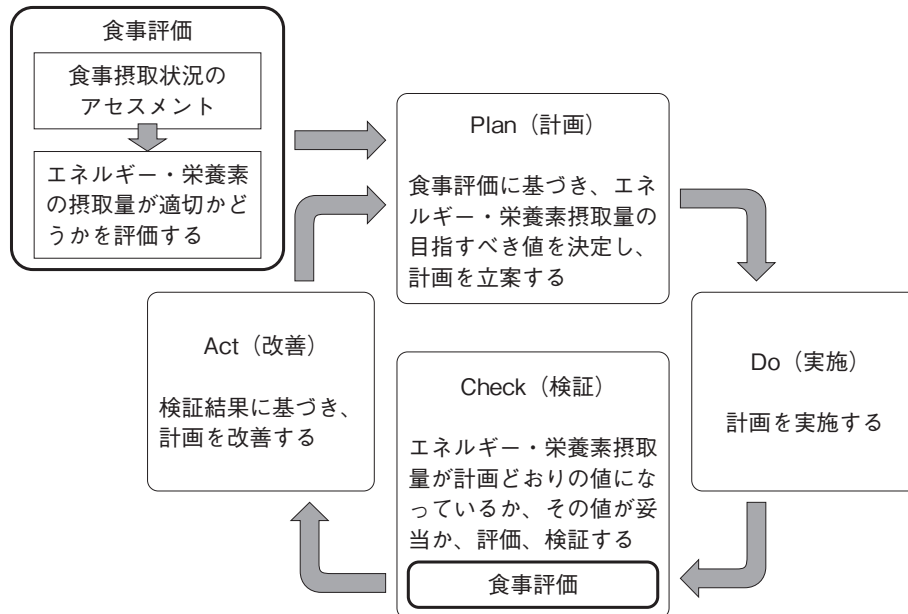 食事評価
食事摂取状況の
アセスメント
エネルギー・栄養素
の摂取量が適切かど
うかを評価する
Plan（計画）
食事評価に基づき、エネ
ルギー・栄養素摂取量の
目指すべき値を決定し、
計画を立案する
Do（実施）
計画を実施する
Check（検証）
エネルギー・栄養素摂取
量が計画どおりの値にな
っているか、その値が妥
当か、評価、検証する
食事評価
Act（改善）
検証結果に基づき、
計画を改善する